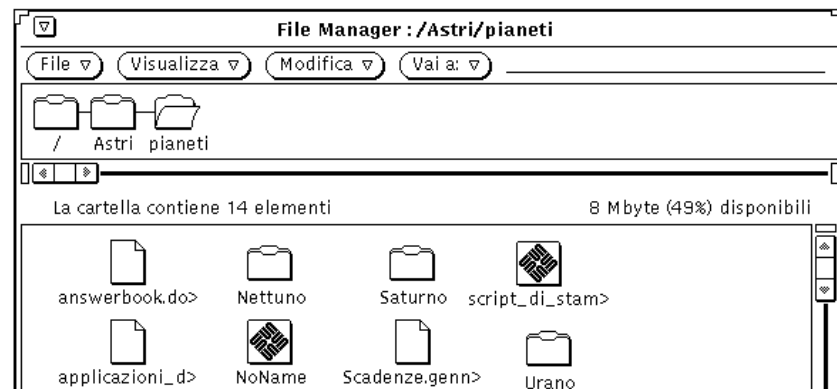 File Manager : /Astri/pianeti
File Visualizza Modifica Vai a:
/ Astri pianeti
La cartella contiene 14 elementi 8 Mbyte (49%) disponibili
answerbook.do> Nettuno Saturno script_di_stam>
applicazioni_d> NoName Scadenze.genn> Urano